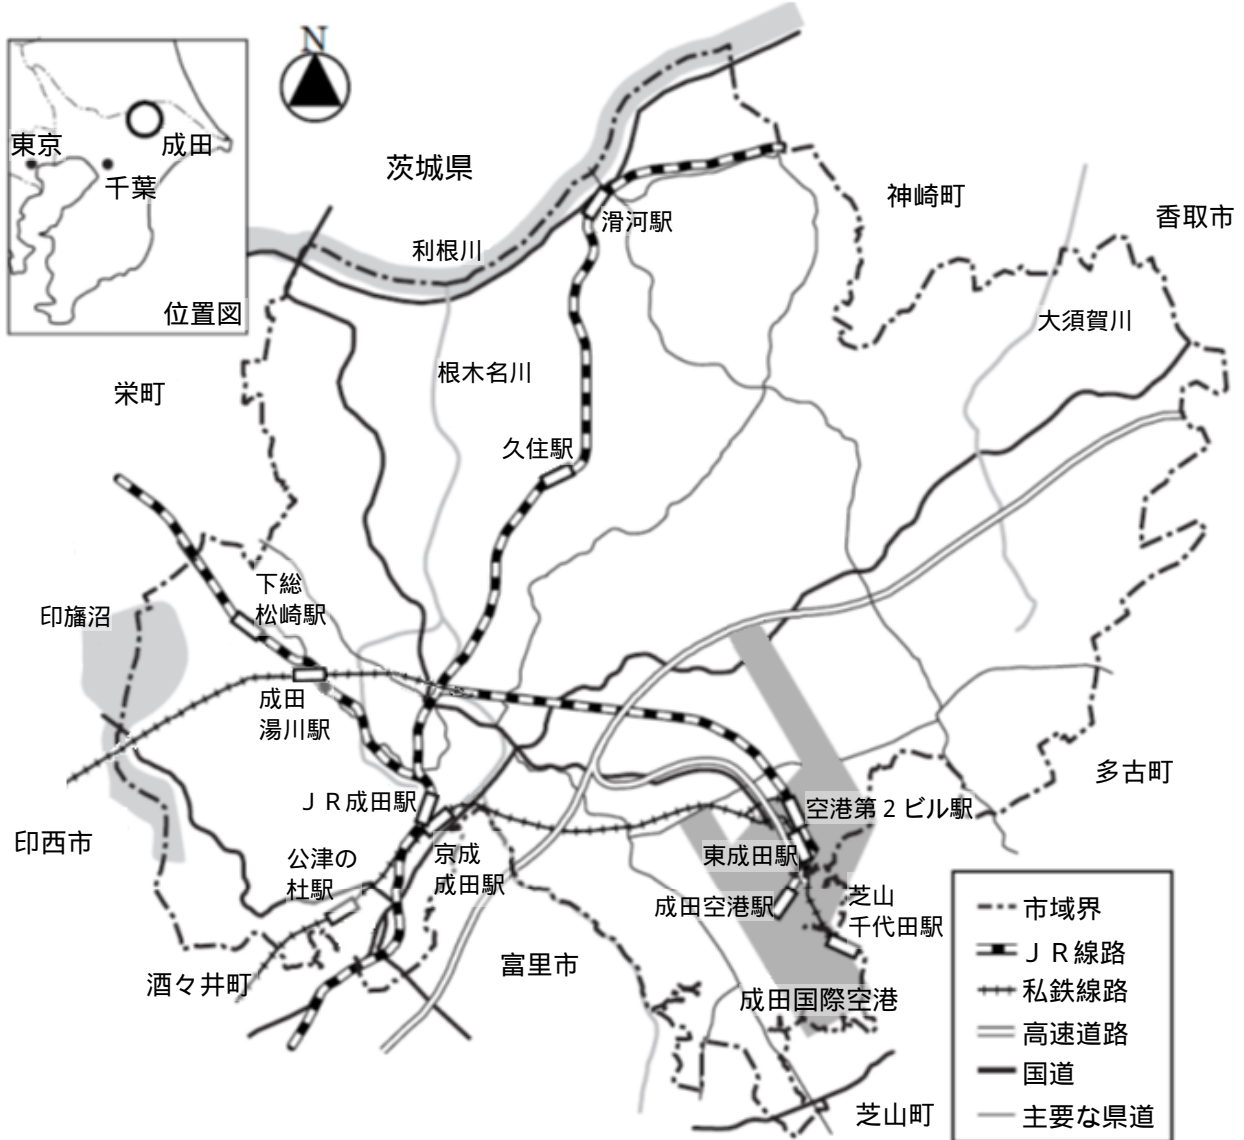 N
東京
成田
千葉
位置図
茨城県
神崎町
香取市
滑河駅
利根川
大須賀川
根木名川
栄町
久住駅
下総
松崎駅
印旛沼
成田
湯川駅
多古町
ＪＲ成田駅
空港第２ビル駅
印西市
公津の
杜駅
京成
成田駅
東成田駅
成田空港駅
芝山
千代田駅
酒々井町
富里市
成田国際空港
芝山町
市域界
ＪＲ線路
私鉄線路
高速道路
国道
主要な県道